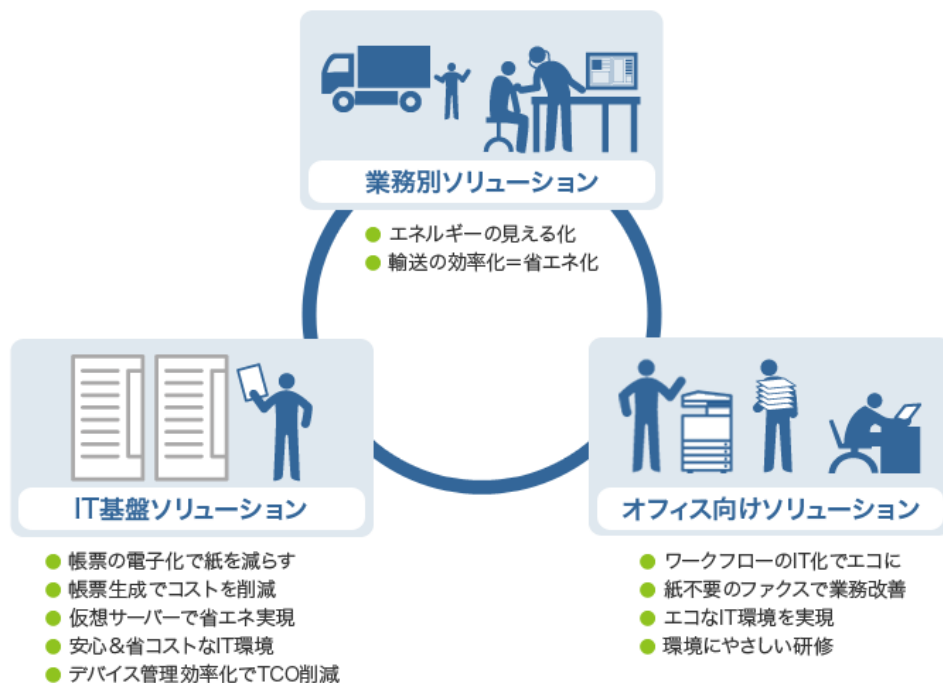 業務別ソリューション
● エネルギーの見える化
● 輸送の効率化=省エネ化
IT基盤ソリューション
● 帳票の電子化で紙を減らす
● 帳票生成でコストを削減
● 仮想サーバーで省エネ実現
● 安心&省コストなIT環境
● デバイス管理効率化でTCO削減
オフィス向けソリューション
● ワークフローのIT化でエコに
● 紙不要のファクスで業務改善
● エコなIT環境を実現
● 環境にやさしい研修